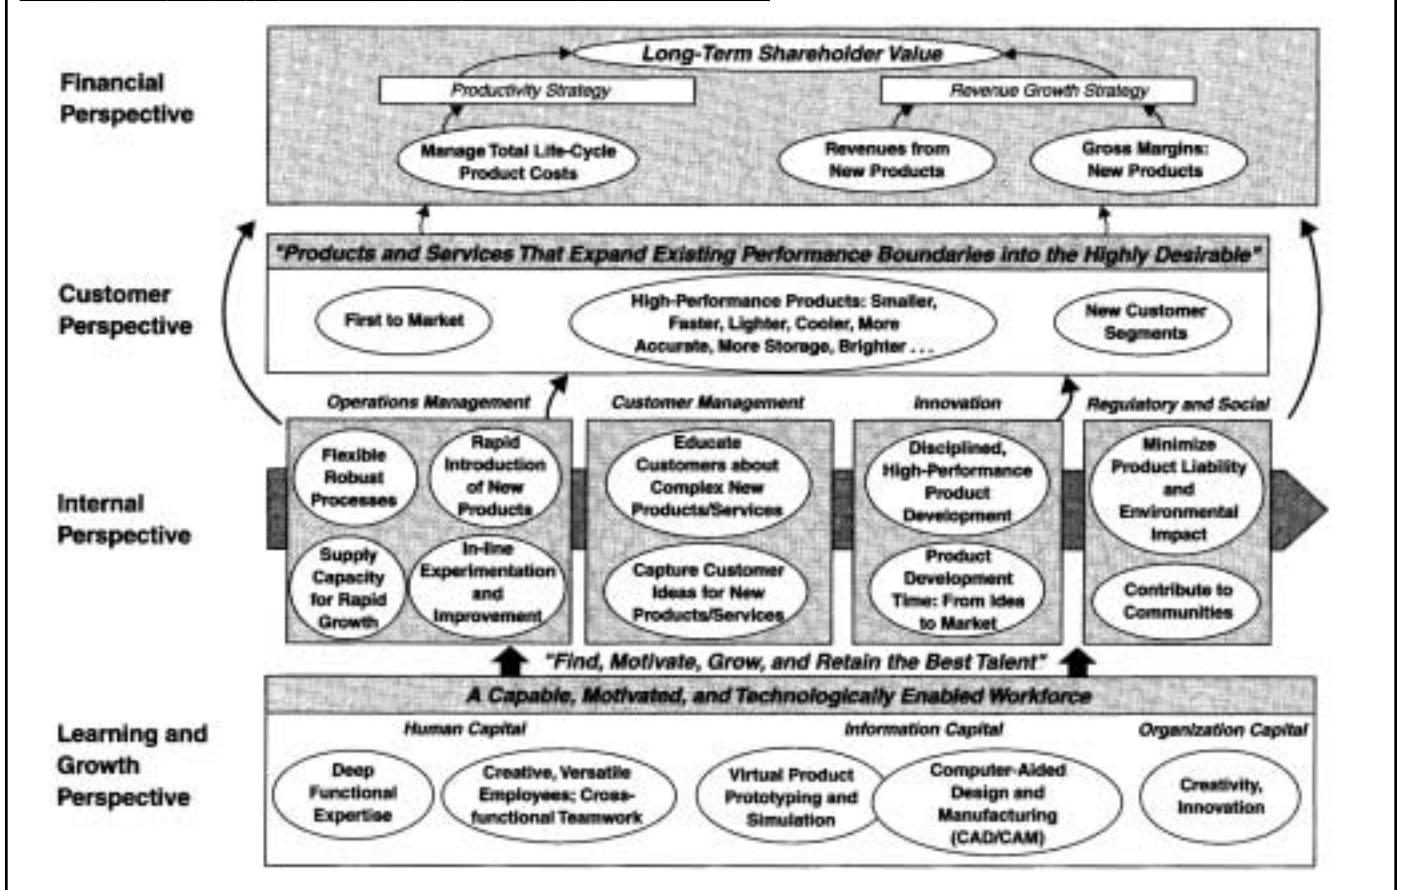 Financial
Perspective
Long-Term Shareholder Value
Productivity Strategy
Revenue Growth Strategy
Manage Total Life-Cycle
Product Costs
Revenues from
New Products
Gross Margins:
New Products
Customer
Perspective
"Products and Services That Expand Existing Performance Boundaries into the Highly Desirable"
First to Market
High-Performance Products: Smaller,
Faster, Lighter, Cooler, More
Accurate, More Storage, Brighter . . .
New Customer
Segments
Internal
Perspective
Operations Management
Flexible
Robust
Processes
Rapid
Introduction
of New
Products
Supply
Capacity
for Rapid
Growth
In-line
Experimentation
and
Improvement
Customer Management
Educate
Customers about
Complex New
Products/Services
Capture Customer
Ideas for New
Products/Services
Innovation
Disciplined,
High-Performance
Product
Development
Product
Development
Time: From Idea
to Market
Regulatory and Social
Minimize
Product Liability
and
Environmental
Impact
Contribute to
Communities
"Find, Motivate, Grow, and Retain the Best Talent"
Learning and
Growth
Perspective
A Capable, Motivated, and Technologically Enabled Workforce
Human Capital
Deep
Functional
Expertise
Creative, Versatile
Employees; Cross-
functional Teamwork
Information Capital
Virtual Product
Prototyping and
Simulation
Computer-Aided
Design and
Manufacturing
(CAD/CAM)
Organization Capital
Creativity,
Innovation